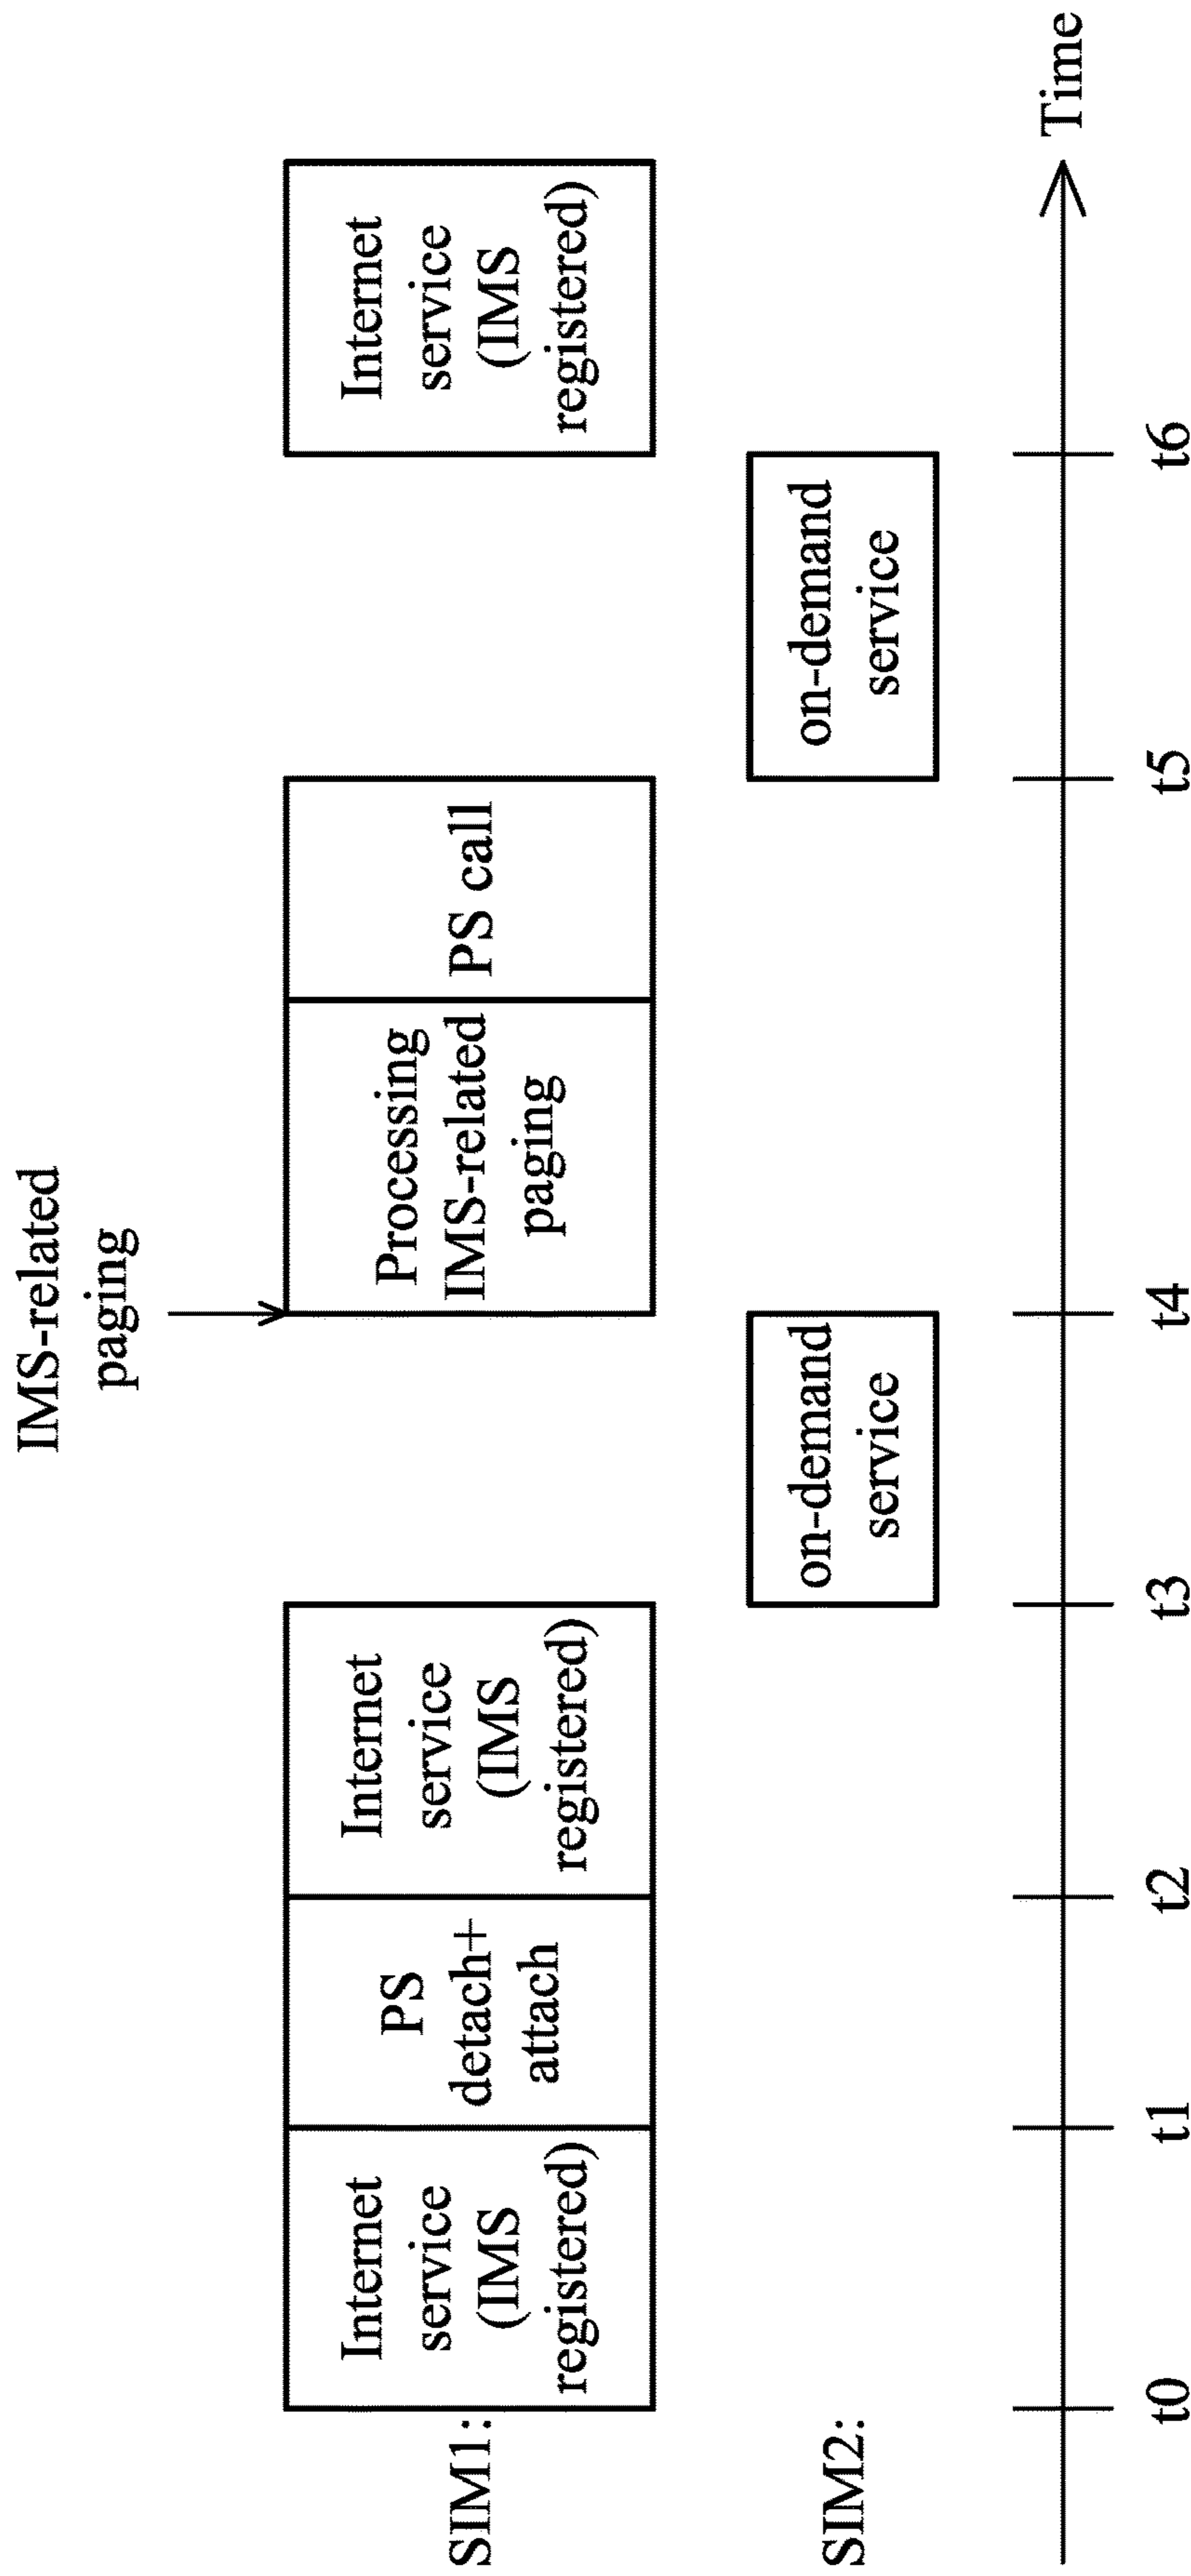 IMS-related
paging
SIM1:
Internet
service
(IMS
registered)
PS
detach+
attach
Internet
service
(IMS
registered)
Processing
IMS-related
paging
PS call
Internet
service
(IMS
registered)
SIM2:
on-demand
service
on-demand
service
Time
t0
t1
t2
t3
t4
t5
t6